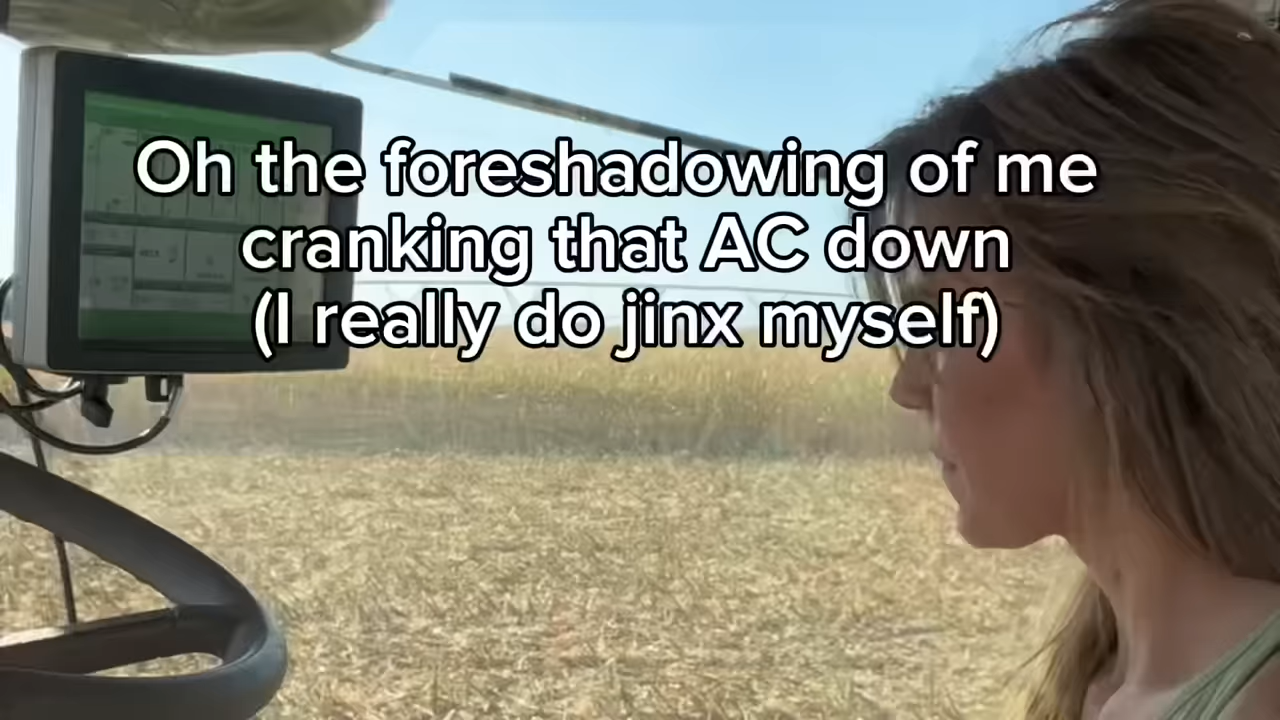 Oh the foreshadowing of me
cranking that AC down
(I really do jinx myself)